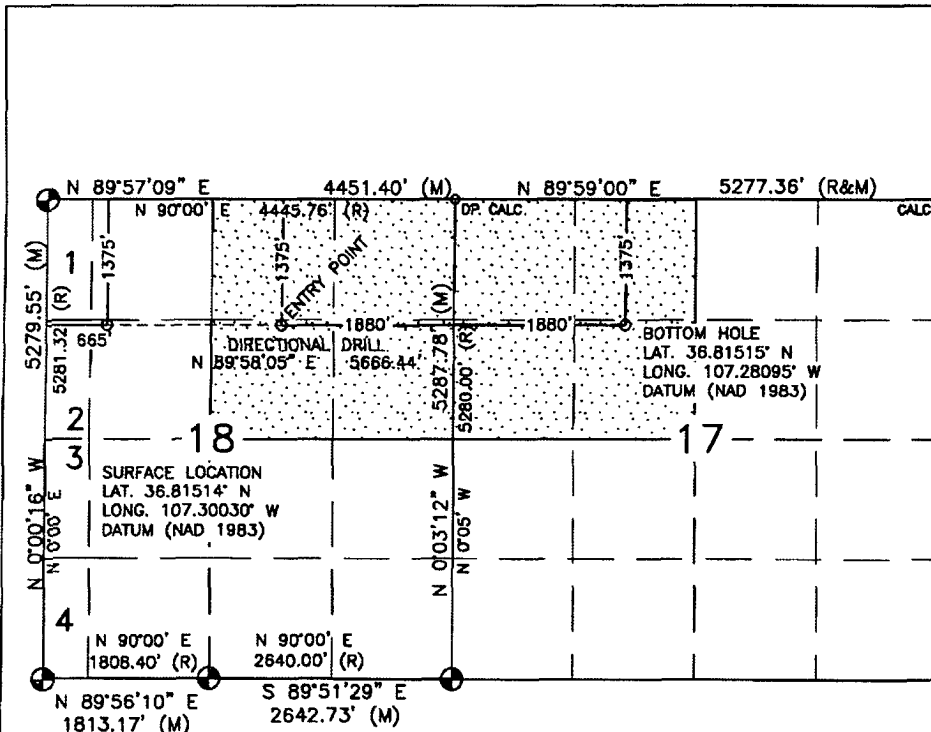 N 89°57'09" E 4451.40' (M) N 89°59'00" E 5277.36' (R&M)
N 90°00' E 4445.76' (R) DP. CALC. CALC
5279.55' (M)
5281.32' (R)
1
1375'
1375'
ENTRY POINT
1375'
5287.78' (M)
5280.00' (R)
665'
1880'
1880'
DIRECTIONAL DRILL
N 89°58'05" E 5666.44'
BOTTOM HOLE
LAT. 36.81515° N
LONG. 107.28095° W
DATUM (NAD 1983)
2
3
18
17
SURFACE LOCATION
LAT. 36.81514° N
LONG. 107.30030° W
DATUM (NAD 1983)
N 0°00'16" W
N 0°00' E
N 0°03'12" W
N 0°05' W
4
N 90°00' E
1808.40' (R)
N 90°00' E
2640.00' (R)
N 89°56'10" E
1813.17' (M)
S 89°51'29" E
2642.73' (M)